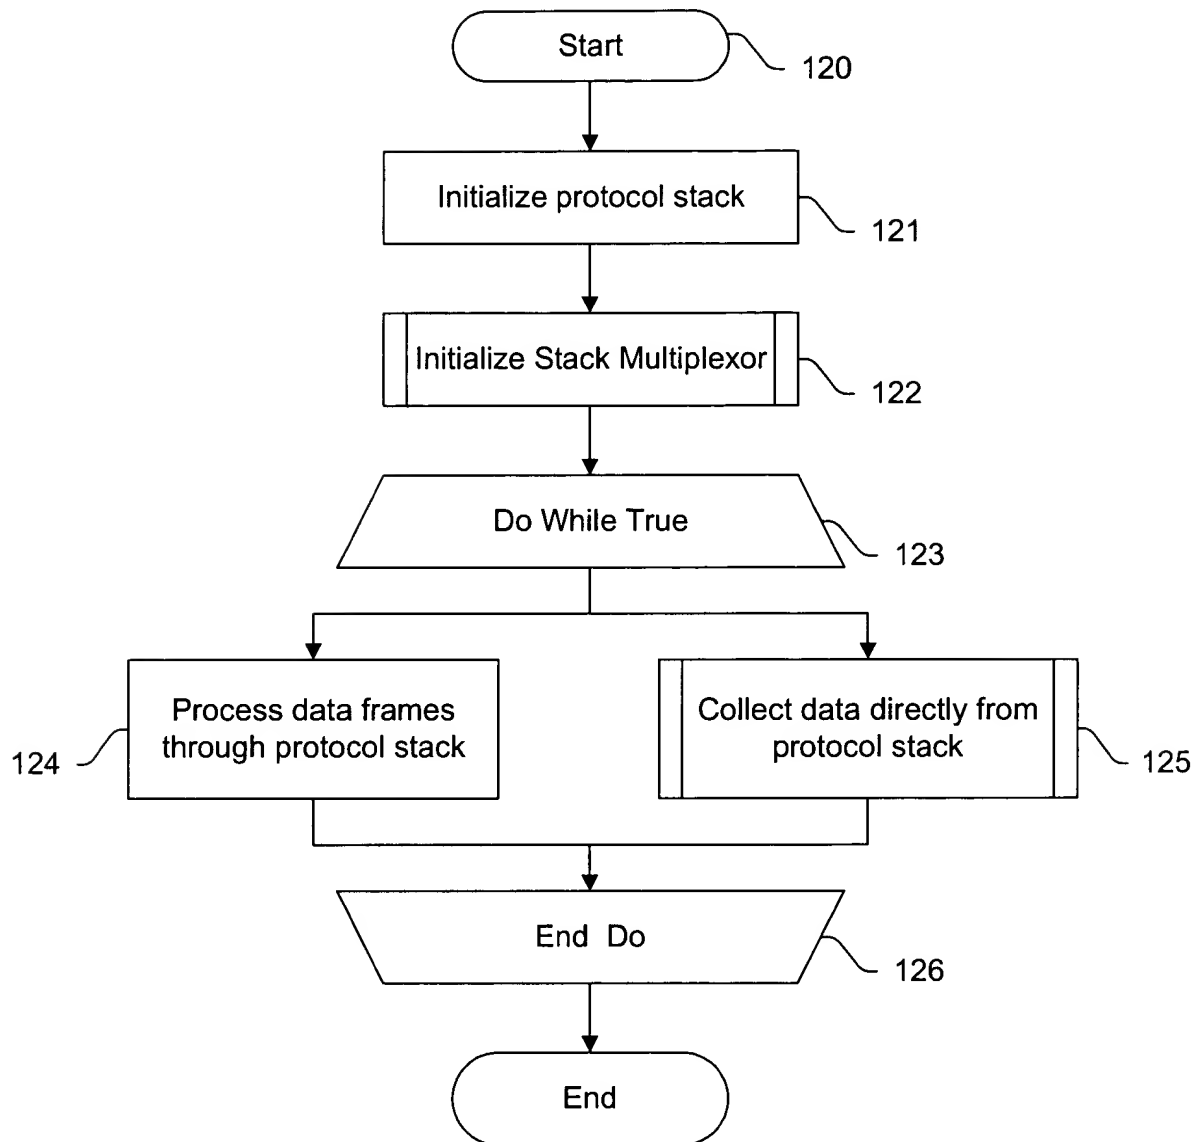 Start
120
Initialize protocol stack
121
Initialize Stack Multiplexor
122
Do While True
123
Process data frames
through protocol stack
124
Collect data directly from
protocol stack
125
End Do
126
End